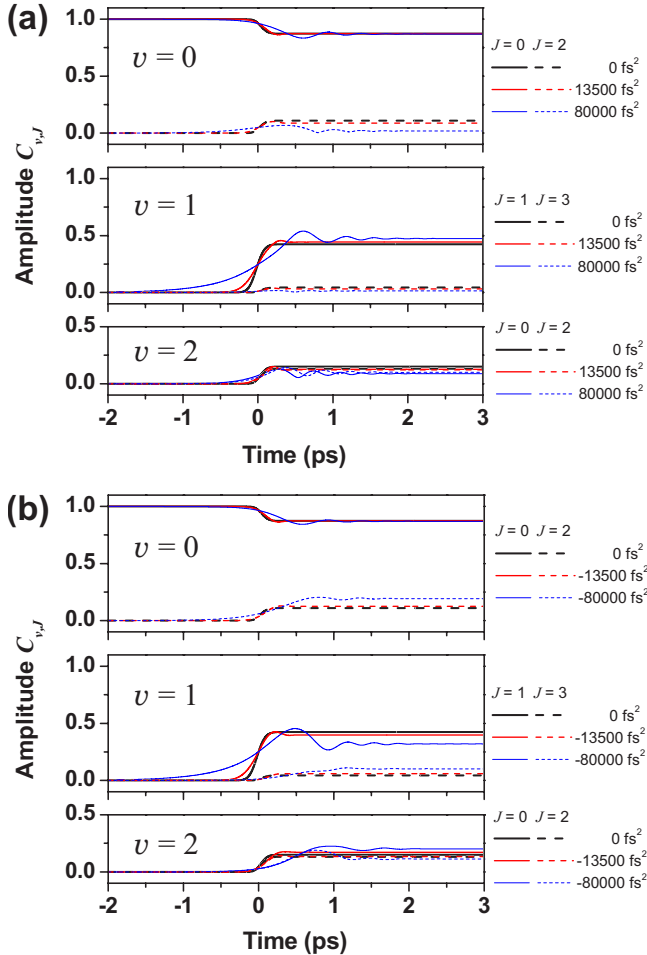 (a)
1.0
0.5
0.0
v = 0
J = 0 J = 2
0 fs²
13500 fs²
80000 fs²
Amplitude C_{v,J}
1.0
0.5
0.0
v = 1
J = 1 J = 3
0 fs²
13500 fs²
80000 fs²
0.5
0.0
v = 2
J = 0 J = 2
0 fs²
13500 fs²
80000 fs²
-2 -1 0 1 2 3
Time (ps)
(b)
1.0
0.5
0.0
v = 0
J = 0 J = 2
0 fs²
-13500 fs²
-80000 fs²
Amplitude C_{v,J}
1.0
0.5
0.0
v = 1
J = 1 J = 3
0 fs²
-13500 fs²
-80000 fs²
0.5
0.0
v = 2
J = 0 J = 2
0 fs²
-13500 fs²
-80000 fs²
-2 -1 0 1 2 3
Time (ps)